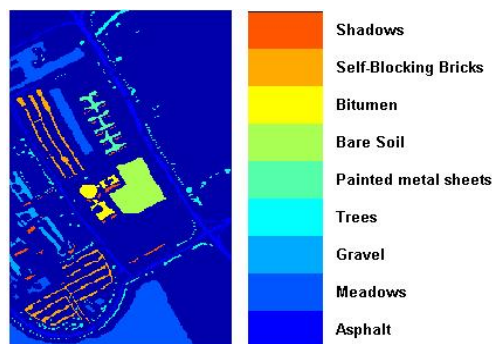 Shadows
Self-Blocking Bricks
Bitumen
Bare Soil
Painted metal sheets
Trees
Gravel
Meadows
Asphalt